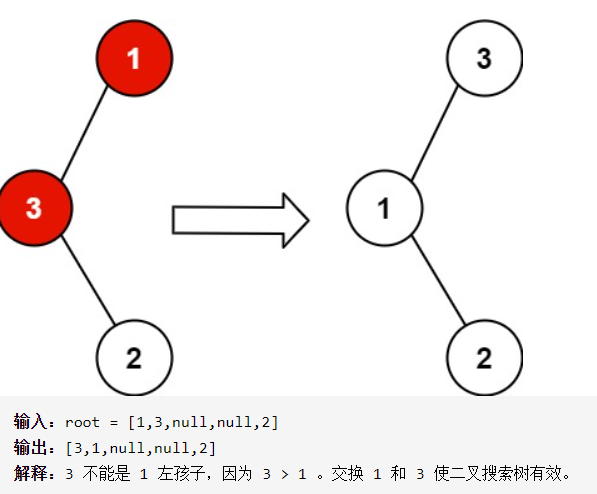 1
3
3
1
2
2
输入：root = [1,3,null,null,2]
输出：[3,1,null,null,2]
解释：3 不能是 1 左孩子，因为 3 > 1 。交换 1 和 3 使二叉搜索树有效。